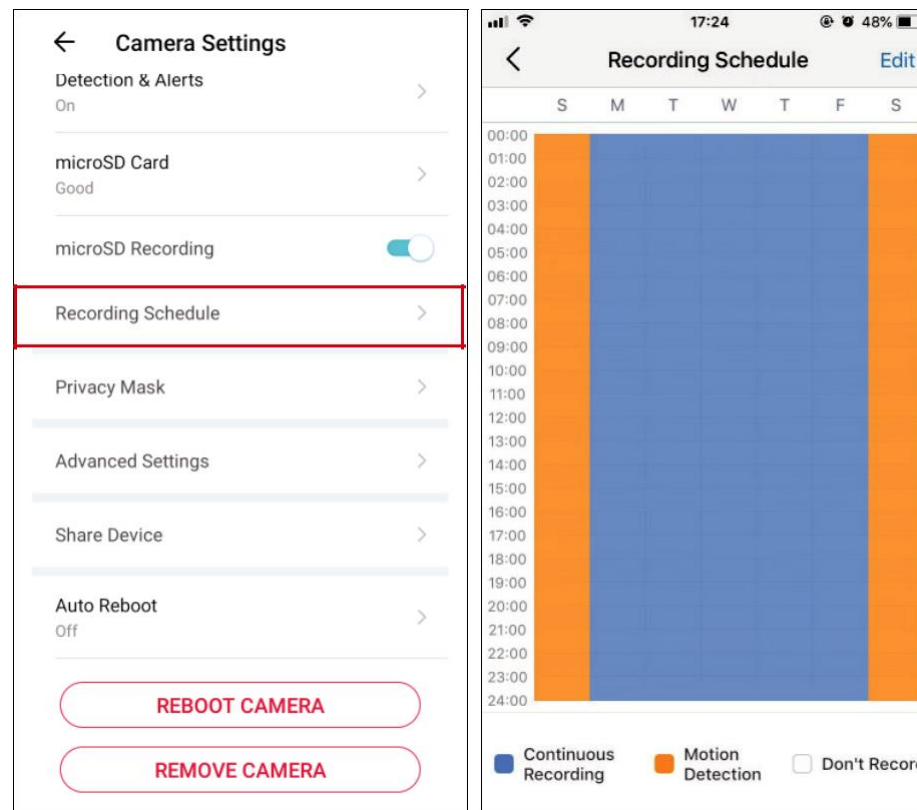 Camera Settings
Detection & Alerts
On
microSD Card
Good
microSD Recording
Recording Schedule
Privacy Mask
Advanced Settings
Share Device
Auto Reboot
Off
REBOOT CAMERA
REMOVE CAMERA
17:24 48%
Recording Schedule Edit
S M T W T F S
00:00
01:00
02:00
03:00
04:00
05:00
06:00
07:00
08:00
09:00
10:00
11:00
12:00
13:00
14:00
15:00
16:00
17:00
18:00
19:00
20:00
21:00
22:00
23:00
24:00
Continuous Motion Don't Recor
Recording Detection